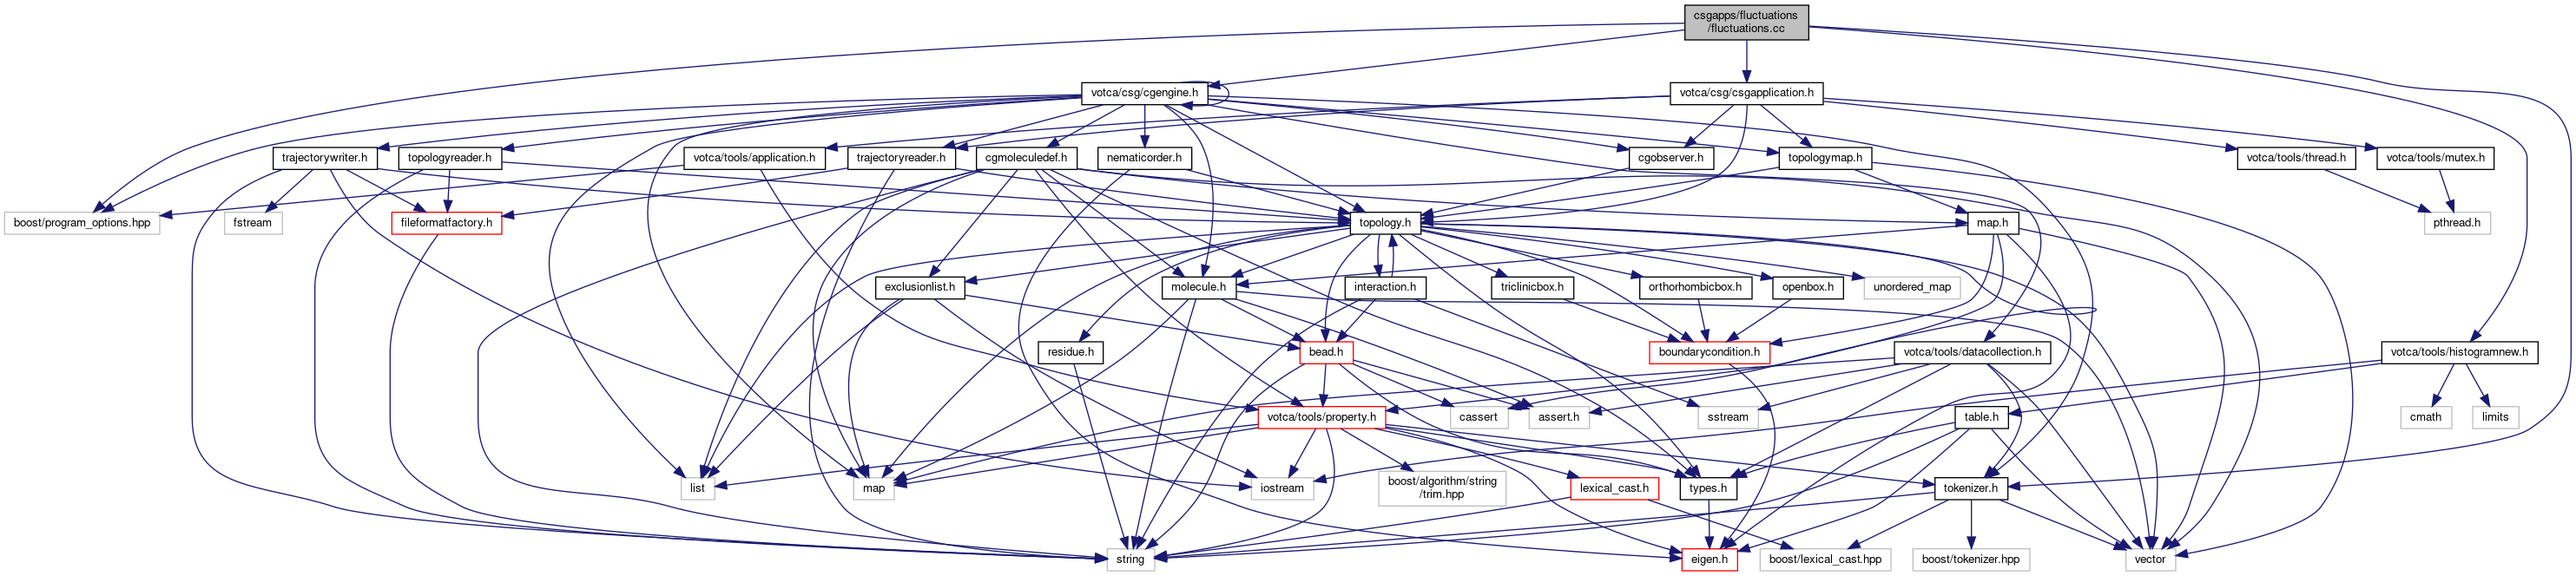 csgapps/fluctuations
/fluctuations.cc
votca/csg/cgengine.h
votca/csg/csgapplication.h
trajectorywriter.h
topologyreader.h
votca/tools/application.h
trajectoryreader.h
cgmoleculedef.h
nematicorder.h
cgobserver.h
topologymap.h
votca/tools/thread.h
votca/tools/mutex.h
boost/program_options.hpp
fstream
fileformatfactory.h
topology.h
map.h
pthread.h
exclusionlist.h
molecule.h
interaction.h
triclinicbox.h
orthorhombicbox.h
openbox.h
unordered_map
residue.h
bead.h
boundarycondition.h
votca/tools/datacollection.h
votca/tools/histogramnew.h
votca/tools/property.h
cassert
assert.h
sstream
table.h
cmath
limits
list
map
iostream
boost/algorithm/string
/trim.hpp
lexical_cast.h
types.h
tokenizer.h
string
eigen.h
boost/lexical_cast.hpp
boost/tokenizer.hpp
vector